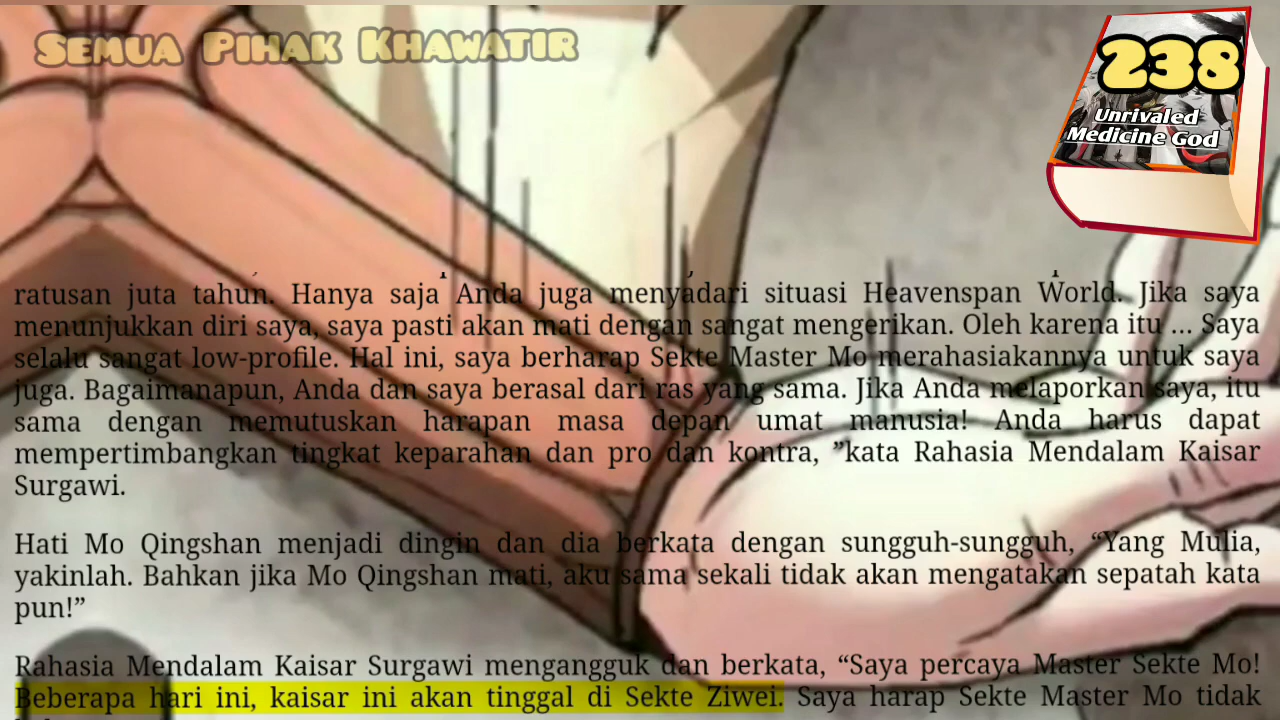 Semua Pihak Khawatir
238
Unrivaled
Medicine God
ratusan juta tahun. Hanya saja Anda juga menyadari situasi Heavenspan World. Jika saya
menunjukkan diri saya, saya pasti akan mati dengan sangat mengerikan. Oleh karena itu ... Saya
selalu sangat low-profile. Hal ini, saya berharap Sekte Master Mo merahasiakannya untuk saya
juga. Bagaimanapun, Anda dan saya berasal dari ras yang sama. Jika Anda melaporkan saya, itu
sama dengan memutuskan harapan masa depan umat manusia! Anda harus dapat
mempertimbangkan tingkat keparahan dan pro dan kontra, ”kata Rahasia Mendalam Kaisar
Surgawi.
Hati Mo Qingshan menjadi dingin dan dia berkata dengan sungguh-sungguh, “Yang Mulia,
yakinlah. Bahkan jika Mo Qingshan mati, aku sama sekali tidak akan mengatakan sepatah kata
pun!”
Rahasia Mendalam Kaisar Surgawi mengangguk dan berkata, “Saya percaya Master Sekte Mo!
Beberapa hari ini, kaisar ini akan tinggal di Sekte Ziwei. Saya harap Sekte Master Mo tidak